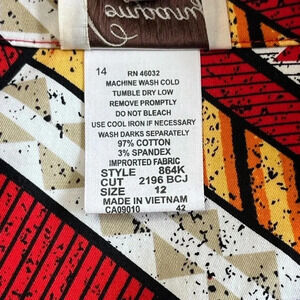 14 RN 46032
MACHINE WASH COLD
TUMBLE DRY LOW
REMOVE PROMPTLY
DO NOT BLEACH
USE COOL IRON IF NECESSARY
WASH DARKS SEPARATELY
97% COTTON
3% SPANDEX
IMPORTED FABRIC
STYLE 864K
CUT 2196 BCJ
SIZE 12
MADE IN VIETNAM
CA09010 42